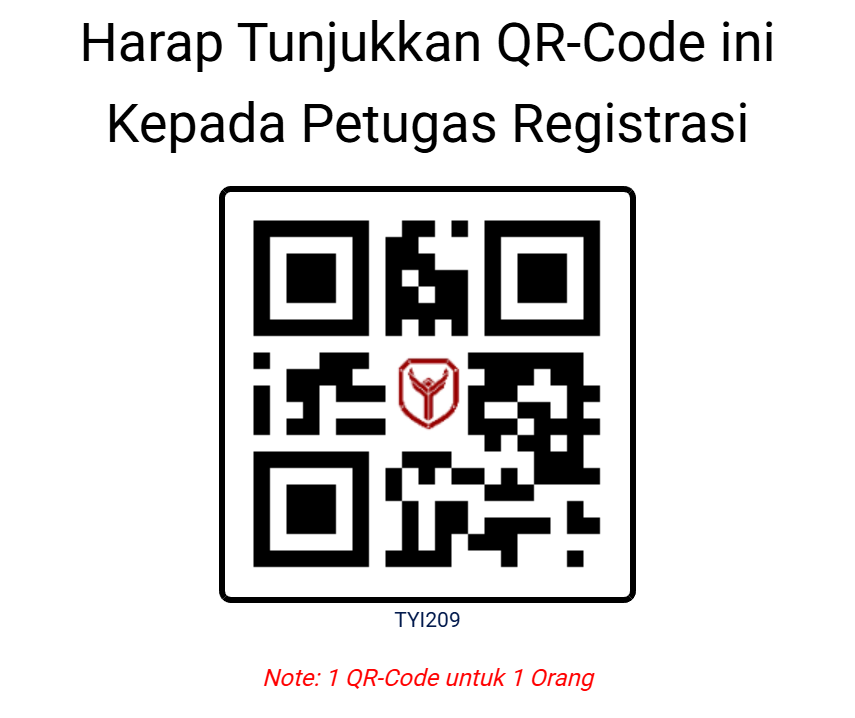 Harap Tunjukkan QR-Code ini
Kepada Petugas Registrasi
TYI209
Note: 1 QR-Code untuk 1 Orang